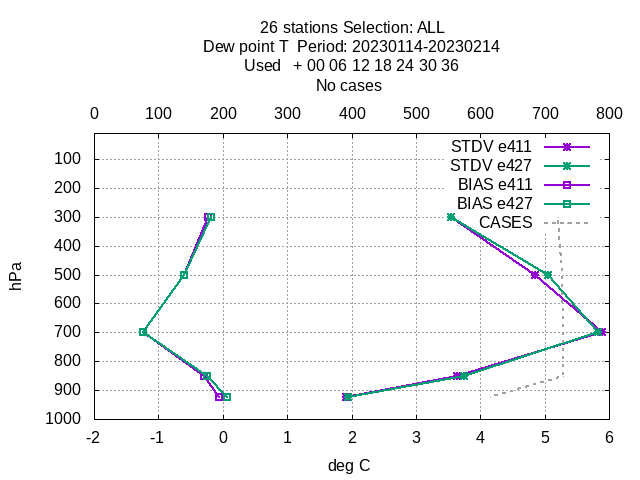 26 stations Selection: ALL
Dew point T  Period: 20230114-20230214
Used   + 00 06 12 18 24 30 36
No cases
0 100 200 300 400 500 600 700 800
STDV e411
STDV e427
BIAS e411
BIAS e427
CASES
100
200
300
400
500
600
700
800
900
1000
hPa
-2 -1 0 1 2 3 4 5 6
deg C